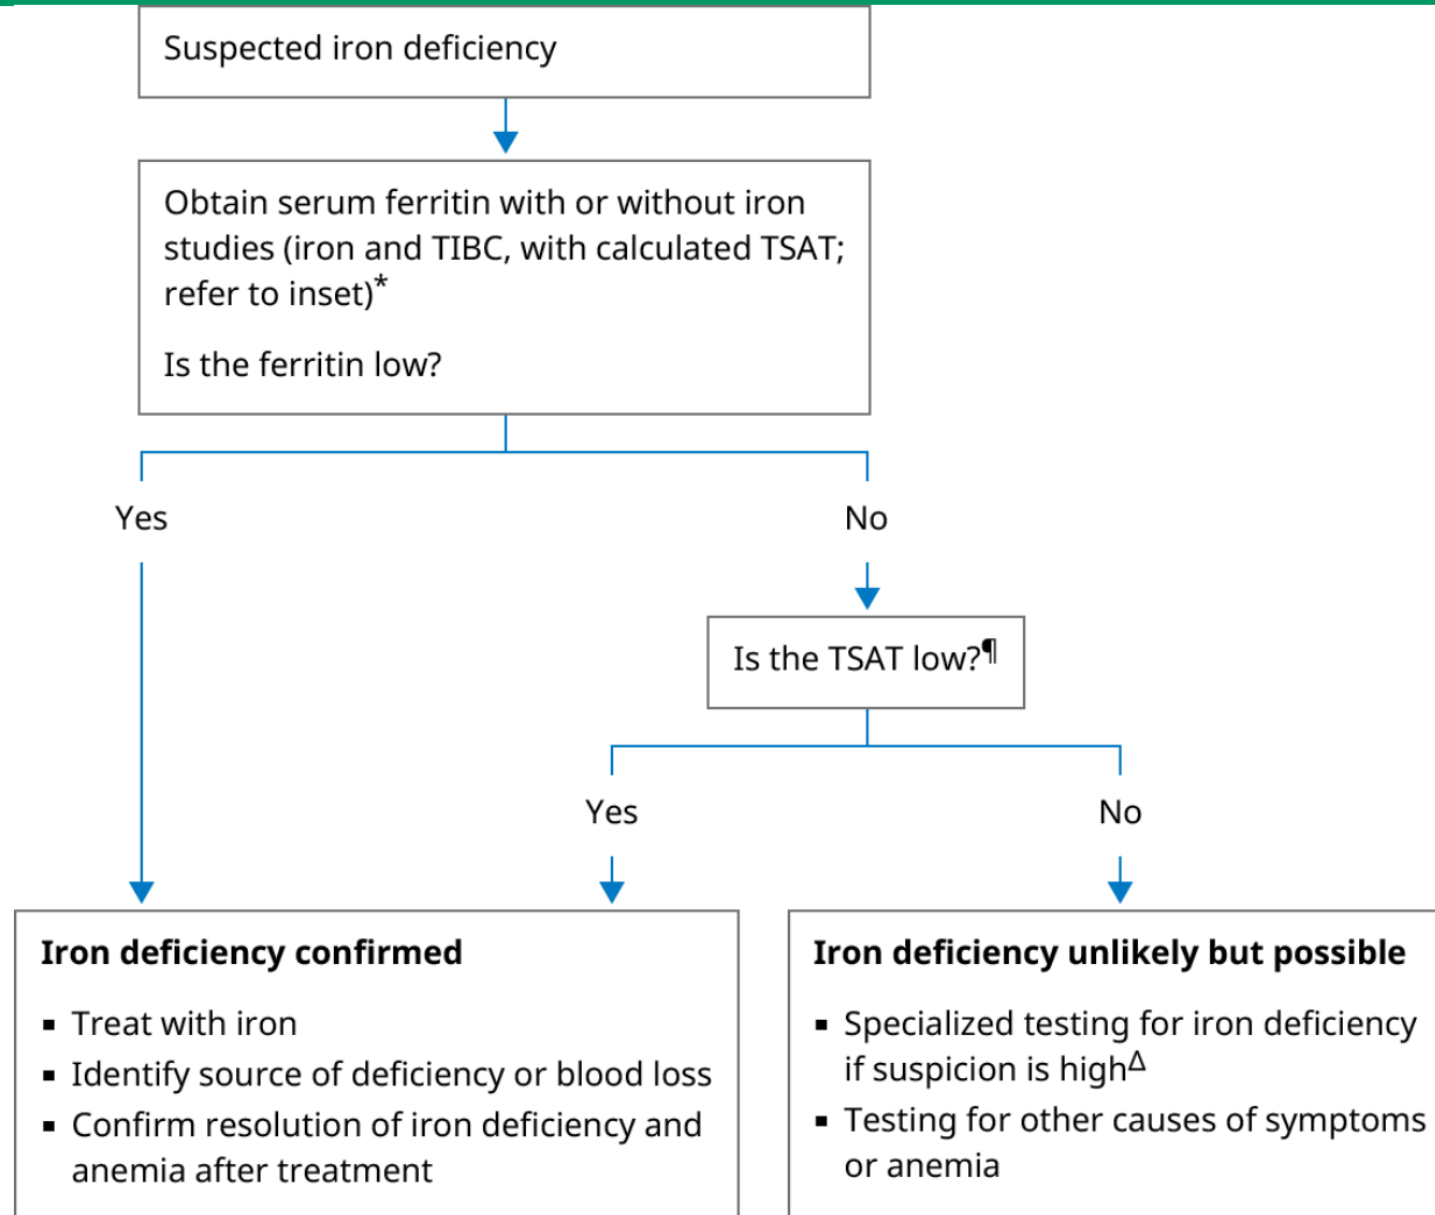 Suspected iron deficiency
Obtain serum ferritin with or without iron
studies (iron and TIBC, with calculated TSAT;
refer to inset)*
Is the ferritin low?
Yes
No
Is the TSAT low?¶
Yes
No
Iron deficiency confirmed
▪ Treat with iron
▪ Identify source of deficiency or blood loss
▪ Confirm resolution of iron deficiency and
anemia after treatment
Iron deficiency unlikely but possible
▪ Specialized testing for iron deficiency
if suspicion is highΔ
▪ Testing for other causes of symptoms
or anemia